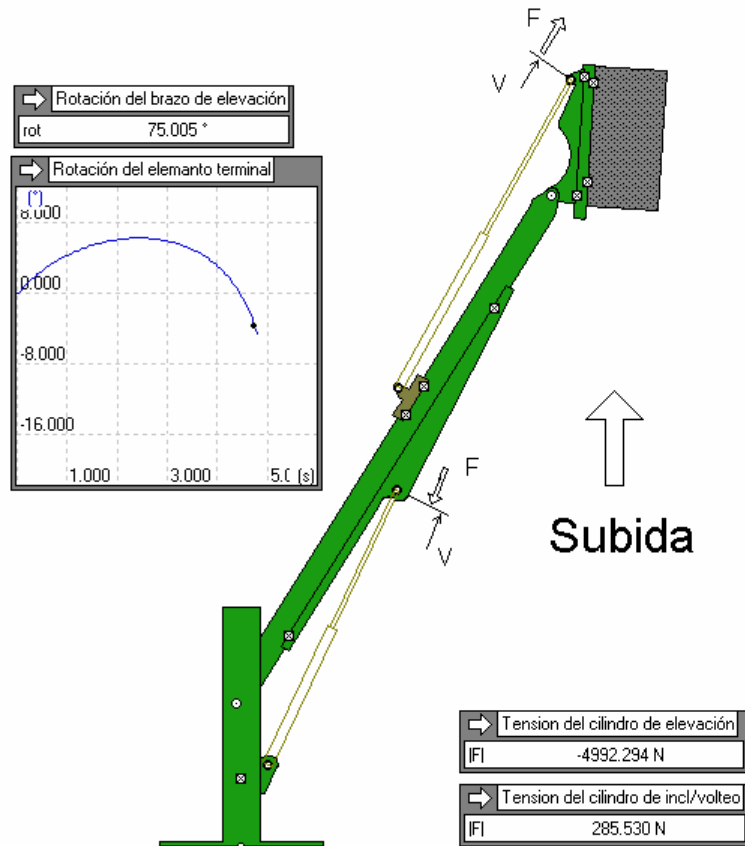 F
V
Rotación del brazo de elevación
rot 75.005 °
Rotación del elemanto terminal
(°)
8.000
0.000
-8.000
-16.000
1.000 3.000 5.( (s)
F
V
Subida
Tension del cilindro de elevación
|F| -4992.294 N
Tension del cilindro de incl/volteo
|F| 285.530 N